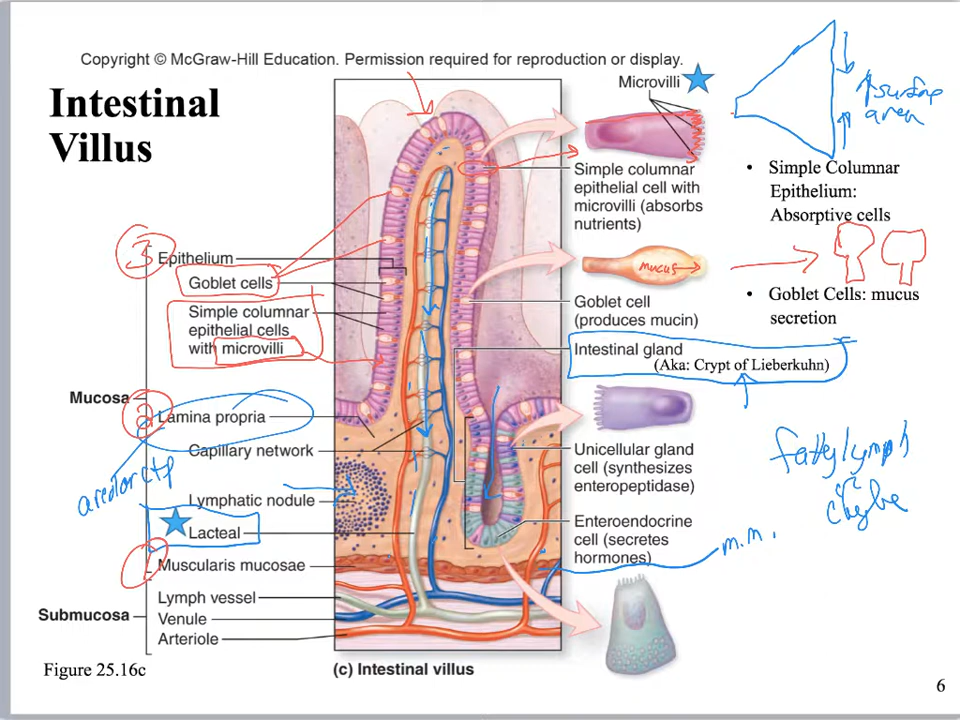 Copyright © McGraw-Hill Education. Permission required for reproduction or display.
Intestinal
Villus
Microvilli
↑surface
area
Simple columnar
epithelial cell with
microvilli (absorbs
nutrients)
• Simple Columnar
Epithelium:
Absorptive cells
3
Epithelium
Goblet cells
Simple columnar
epithelial cells
with microvilli
mucus
Goblet cell
(produces mucin)
• Goblet Cells: mucus
secretion
Intestinal gland
(Aka: Crypt of Lieberkuhn)
Mucosa
2
Lamina propria
Capillary network
areolar ctp
Lymphatic nodule
Lacteal
1
Muscularis mucosae
Unicellular gland
cell (synthesizes
enteropeptidase)
fatty lymph
Enteroendocrine
cell (secretes
hormones)
m.m.
Submucosa
Lymph vessel
Venule
Arteriole
Figure 25.16c
(c) Intestinal villus
6